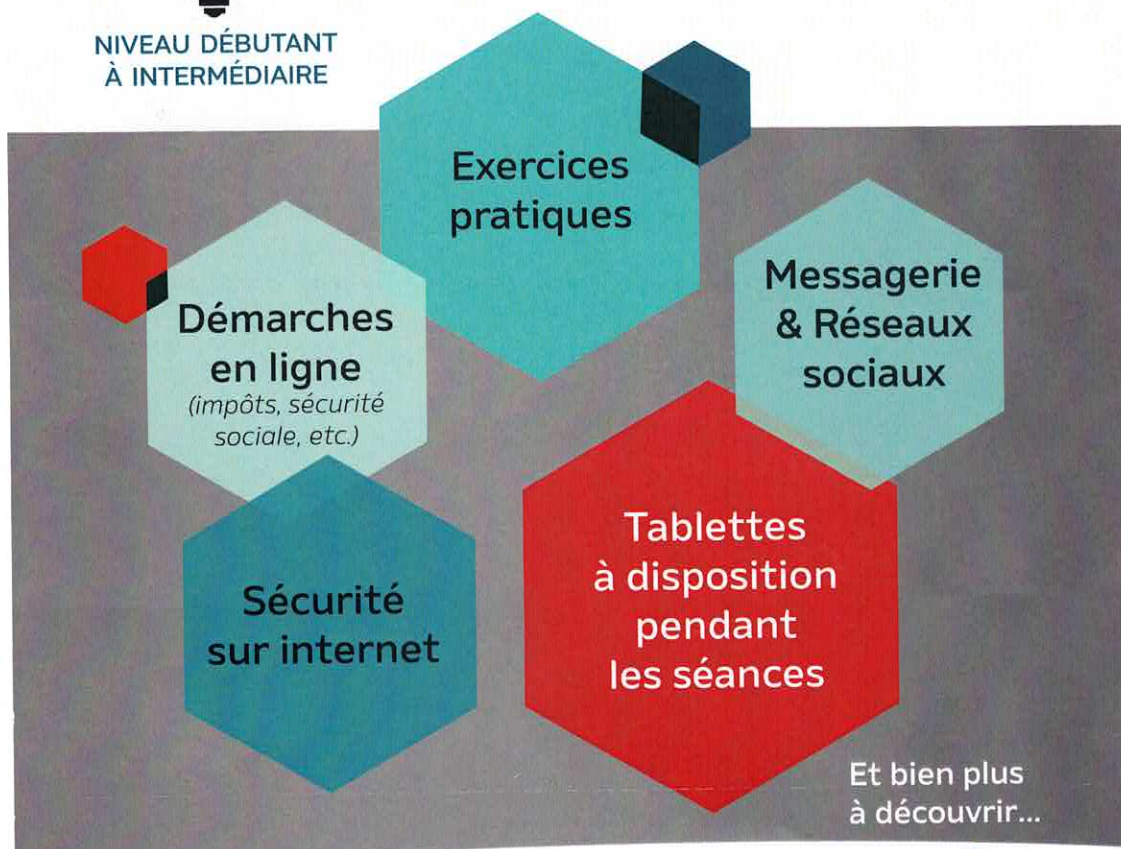 NIVEAU DÉBUTANT
À INTERMÉDIAIRE
Exercices
pratiques
Démarches
en ligne
(impôts, sécurité
sociale, etc.)
Messagerie
& Réseaux
sociaux
Sécurité
sur internet
Tablettes
à disposition
pendant
les séances
Et bien plus
à découvrir...